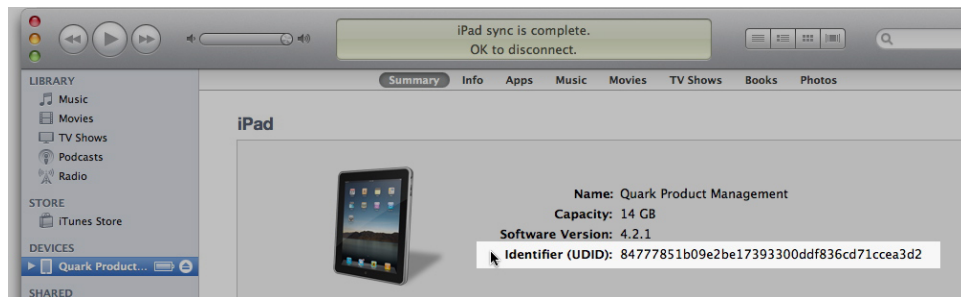 iPad sync is complete.
OK to disconnect.
LIBRARY
Music
Movies
TV Shows
Podcasts
Radio
STORE
iTunes Store
DEVICES
Quark Product...
SHARED
Summary Info Apps Music Movies TV Shows Books Photos
iPad
Name: Quark Product Management
Capacity: 14 GB
Software Version: 4.2.1
Identifier (UDID): 84777851b09e2be17393300ddf836cd71ccea3d2